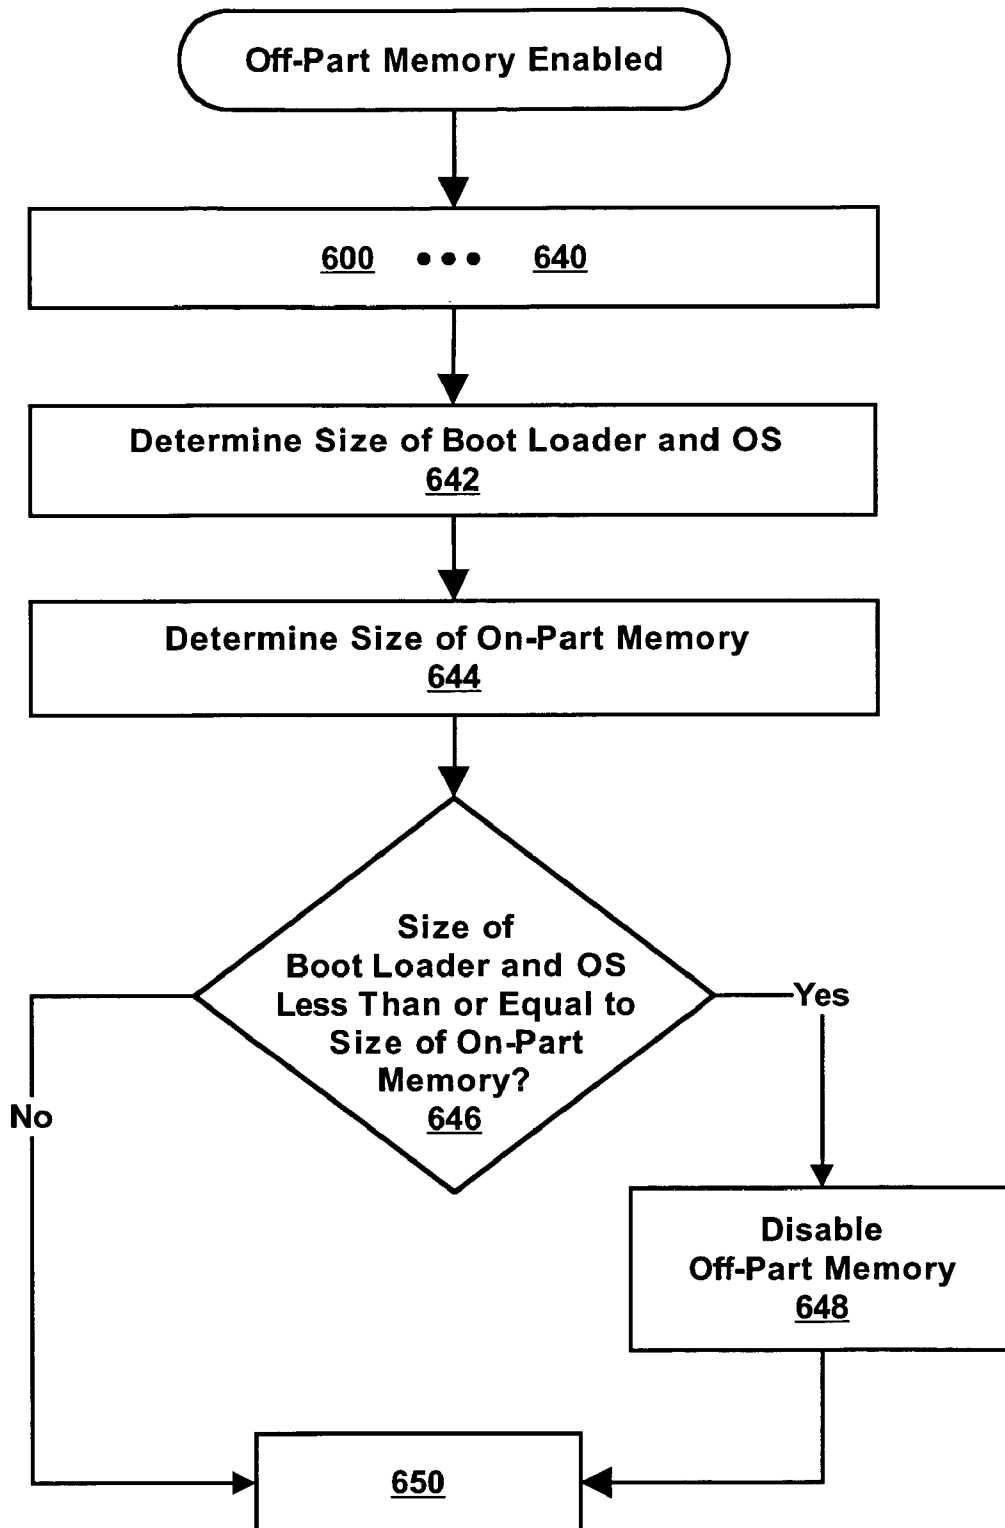 Off-Part Memory Enabled
600 ••• 640
Determine Size of Boot Loader and OS
642
Determine Size of On-Part Memory
644
Size of
Boot Loader and OS
Less Than or Equal to
Size of On-Part
Memory?
646
Yes
No
Disable
Off-Part Memory
648
650